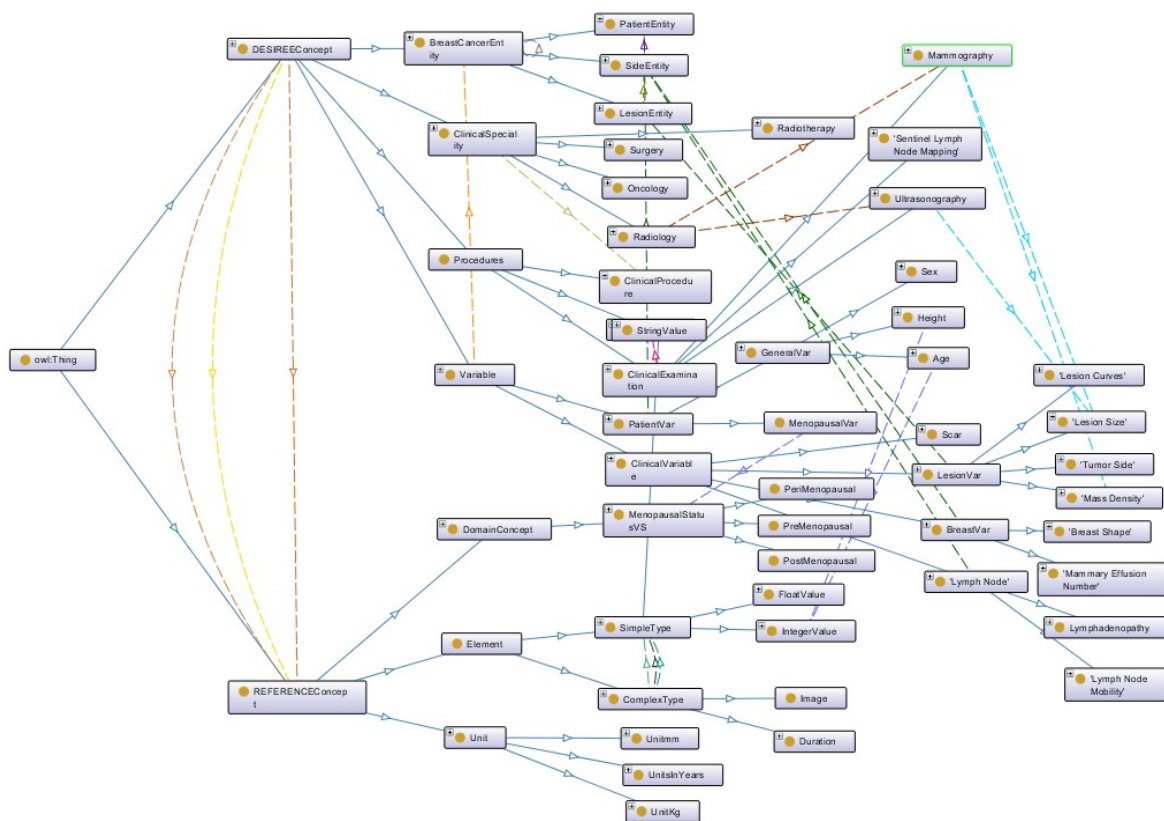 PatientEntity
DESIREEConcept
BreastCancerEnt
ity
Mammography
SideEntity
LesionEntity
Radiotherapy
ClinicalSpecial
ity
'Sentinel Lymph
Node Mapping'
Surgery
Oncology
Ultrasonography
Radiology
Procedures
Sex
ClinicalProcedu
re
Height
StringValue
GeneralVar
Age
owl:Thing
Variable
ClinicalExamina
tion
'Lesion Curves'
PatientVar
MenopausalVar
'Lesion Size'
Scar
ClinicalVariabl
e
LesionVar
'Tumor Side'
PeriMenopausal
'Mass Density'
MenopausalStat
usVS
DomainConcept
PreMenopausal
BreastVar
'Breast Shape'
PostMenopausal
'Lymph Node'
'Mammary Effusion
Number'
FloatValue
Element
SimpleType
IntegerValue
Lymphadenopathy
REFERENCEConcep
t
ComplexType
Image
'Lymph Node
Mobility'
Unit
Unitmm
Duration
UnitsInYears
UnitKg